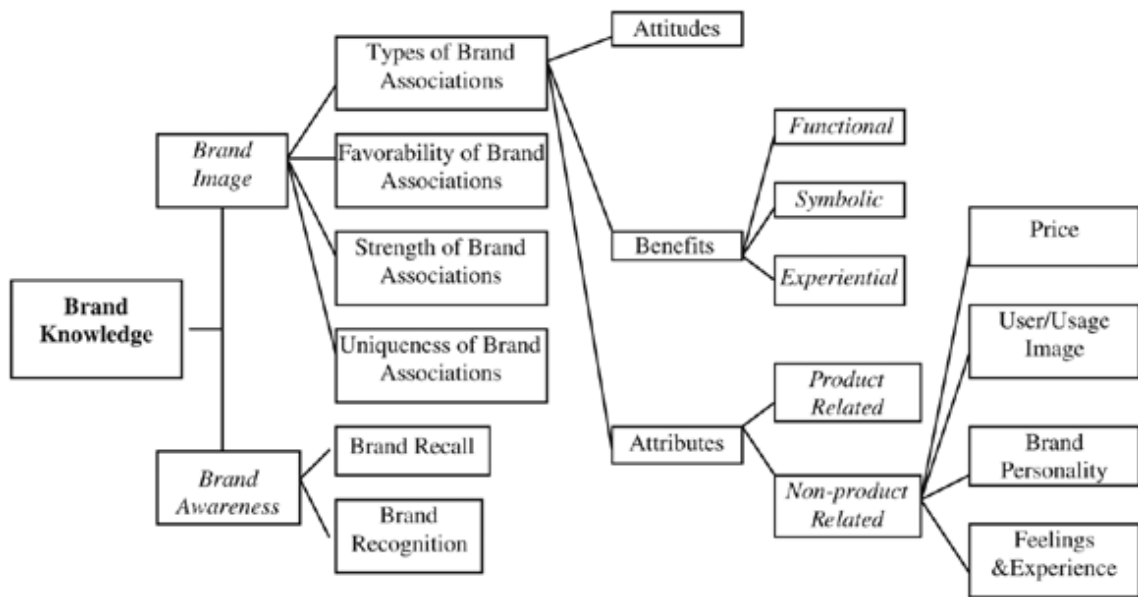 Types of Brand
Associations
Attitudes
Brand
Image
Favorability of Brand
Associations
Functional
Symbolic
Strength of Brand
Associations
Benefits
Experiential
Price
Brand
Knowledge
User/Usage
Image
Uniqueness of Brand
Associations
Product
Related
Brand Recall
Attributes
Brand
Personality
Brand
Awareness
Non-product
Related
Brand
Recognition
Feelings
&Experience